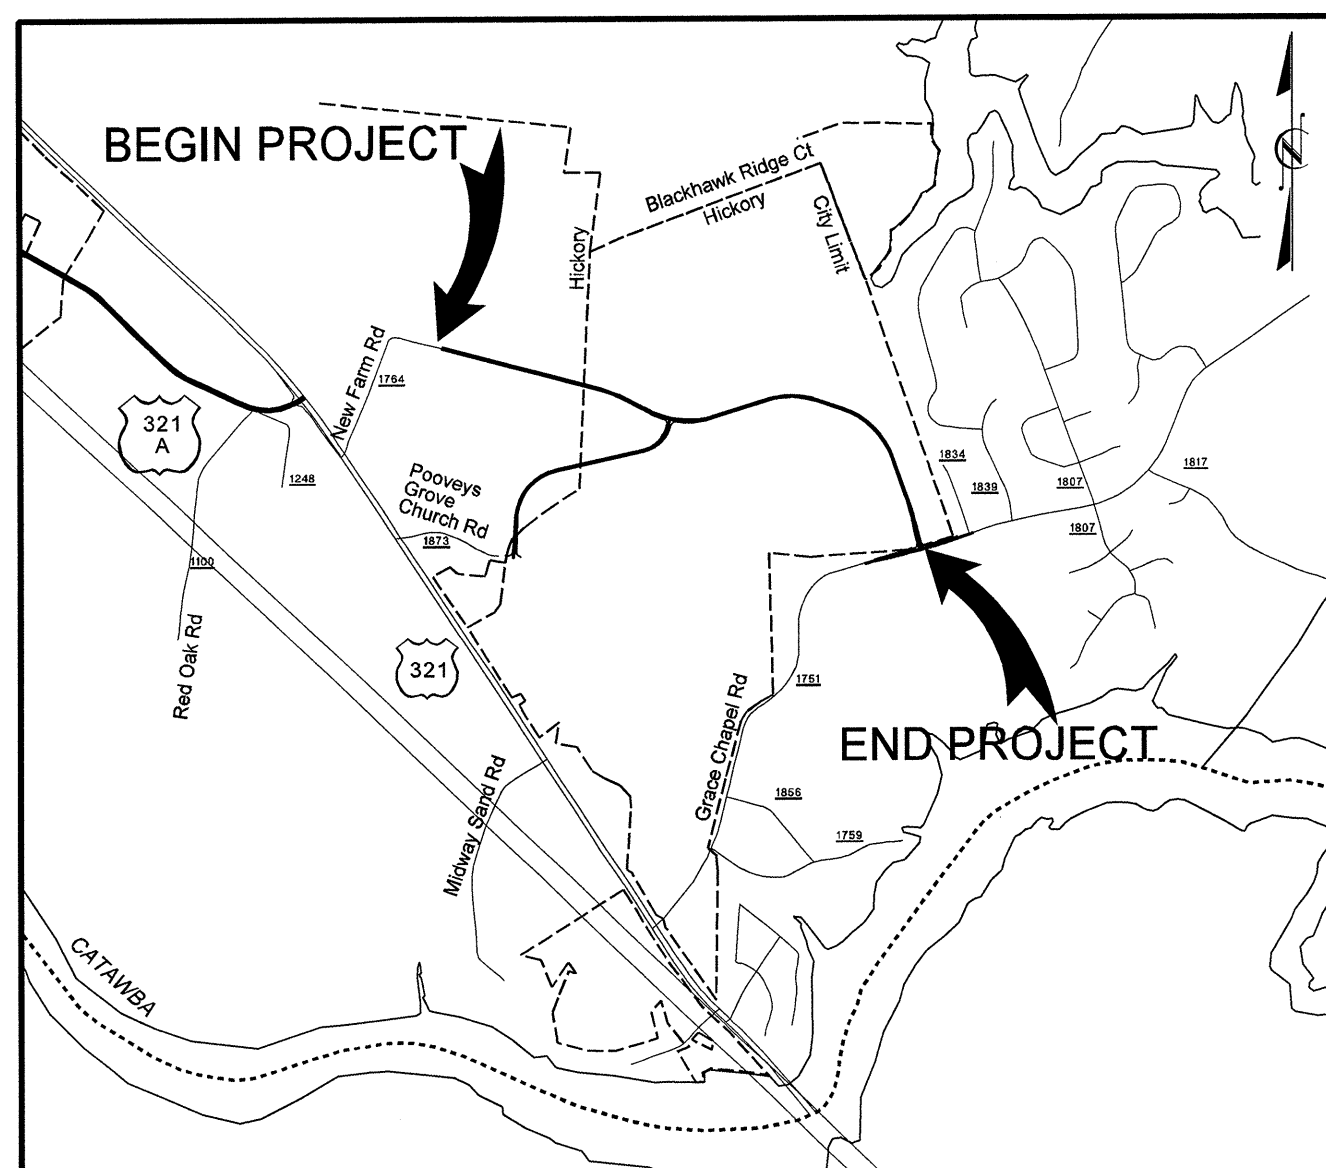 BEGIN PROJECT
Blackhawk Ridge Ct
Hickory
City Limit
Hickory
N
New Farm Rd
1764
321
A
1248
Pooveys
Grove
Church Rd
1873
1834
1839
1807
1817
1807
1100
Red Oak Rd
321
1751
Grace Chapel Rd
END PROJECT
Midway Sand Rd
1856
1759
CATAWBA